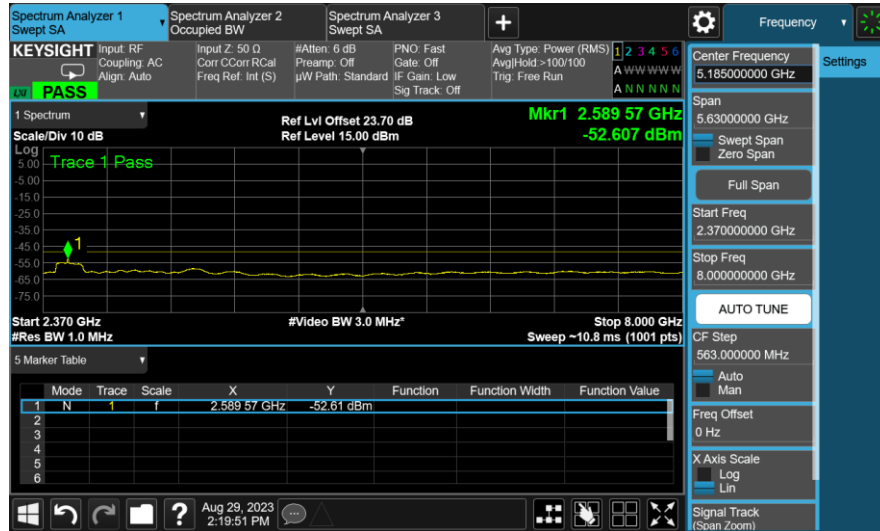 Spectrum Analyzer 1
Swept SA
Spectrum Analyzer 2
Occupied BW
Spectrum Analyzer 3
Swept SA
Frequency
KEYSIGHT
Input: RF
Coupling: AC
Align: Auto
Input Z: 50 Ω
Corr CCorr RCal
Freq Ref: Int (S)
#Atten: 6 dB
Preamp: Off
µW Path: Standard
PNO: Fast
Gate: Off
IF Gain: Low
Sig Track: Off
Avg Type: Power (RMS)
Avg|Hold:>100/100
Trig: Free Run
1 2 3 4 5 6
A W W W W W
A N N N N N
LXI PASS
1 Spectrum
Scale/Div 10 dB
Ref Lvl Offset 23.70 dB
Ref Level 15.00 dBm
Mkr1 2.589 57 GHz
-52.607 dBm
Log
Trace 1 Pass
5.00
-5.00
-15.0
-25.0
-35.0
-45.0
-55.0
-65.0
-75.0
1
Start 2.370 GHz
#Res BW 1.0 MHz
#Video BW 3.0 MHz*
Stop 8.000 GHz
Sweep ~10.8 ms (1001 pts)
5 Marker Table
Mode Trace Scale X Y Function Function Width Function Value
1 N 1 f 2.589 57 GHz -52.61 dBm
2
3
4
5
6
Settings
Center Frequency
5.185000000 GHz
Span
5.63000000 GHz
Swept Span
Zero Span
Full Span
Start Freq
2.370000000 GHz
Stop Freq
8.000000000 GHz
AUTO TUNE
CF Step
563.000000 MHz
Auto
Man
Freq Offset
0 Hz
X Axis Scale
Log
Lin
Signal Track
(Span Zoom)
?
Aug 29, 2023
2:19:51 PM